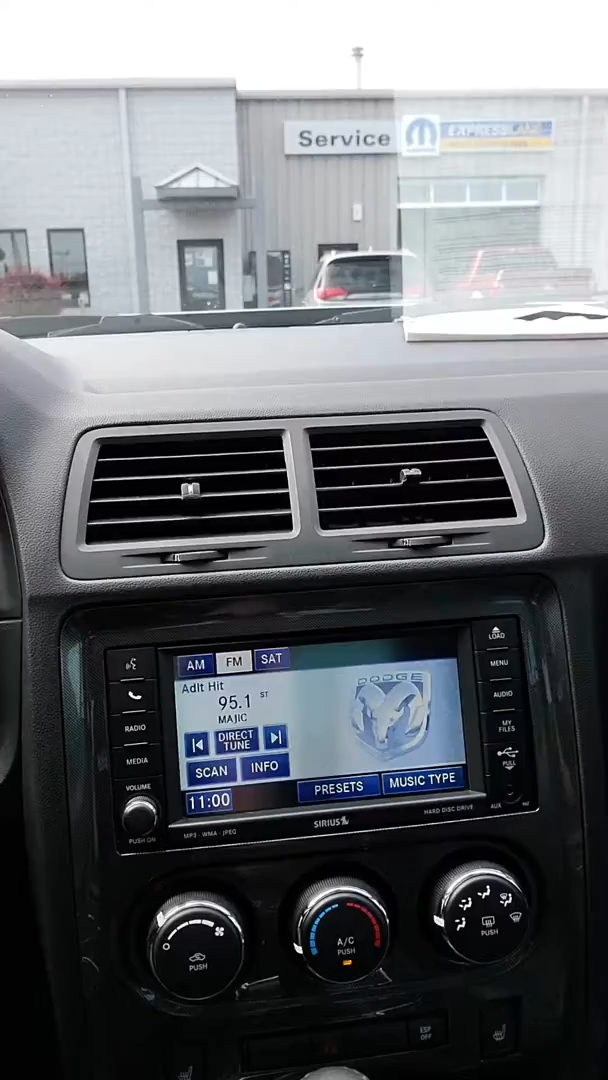 Service
EXPRESS LANE
AM FM SAT
Adlt Hit
95.1 ST
MAJIC
DIRECT
TUNE
SCAN INFO
11:00
PRESETS
MUSIC TYPE
DODGE
RADIO
MEDIA
VOLUME
PUSH ON
LOAD
MENU
AUDIO
MY
FILES
PULL
AUX
MP3 - WMA - JPEG
SIRIUS
HARD DISC DRIVE
PUSH
A/C
PUSH
PUSH
ESP
OFF